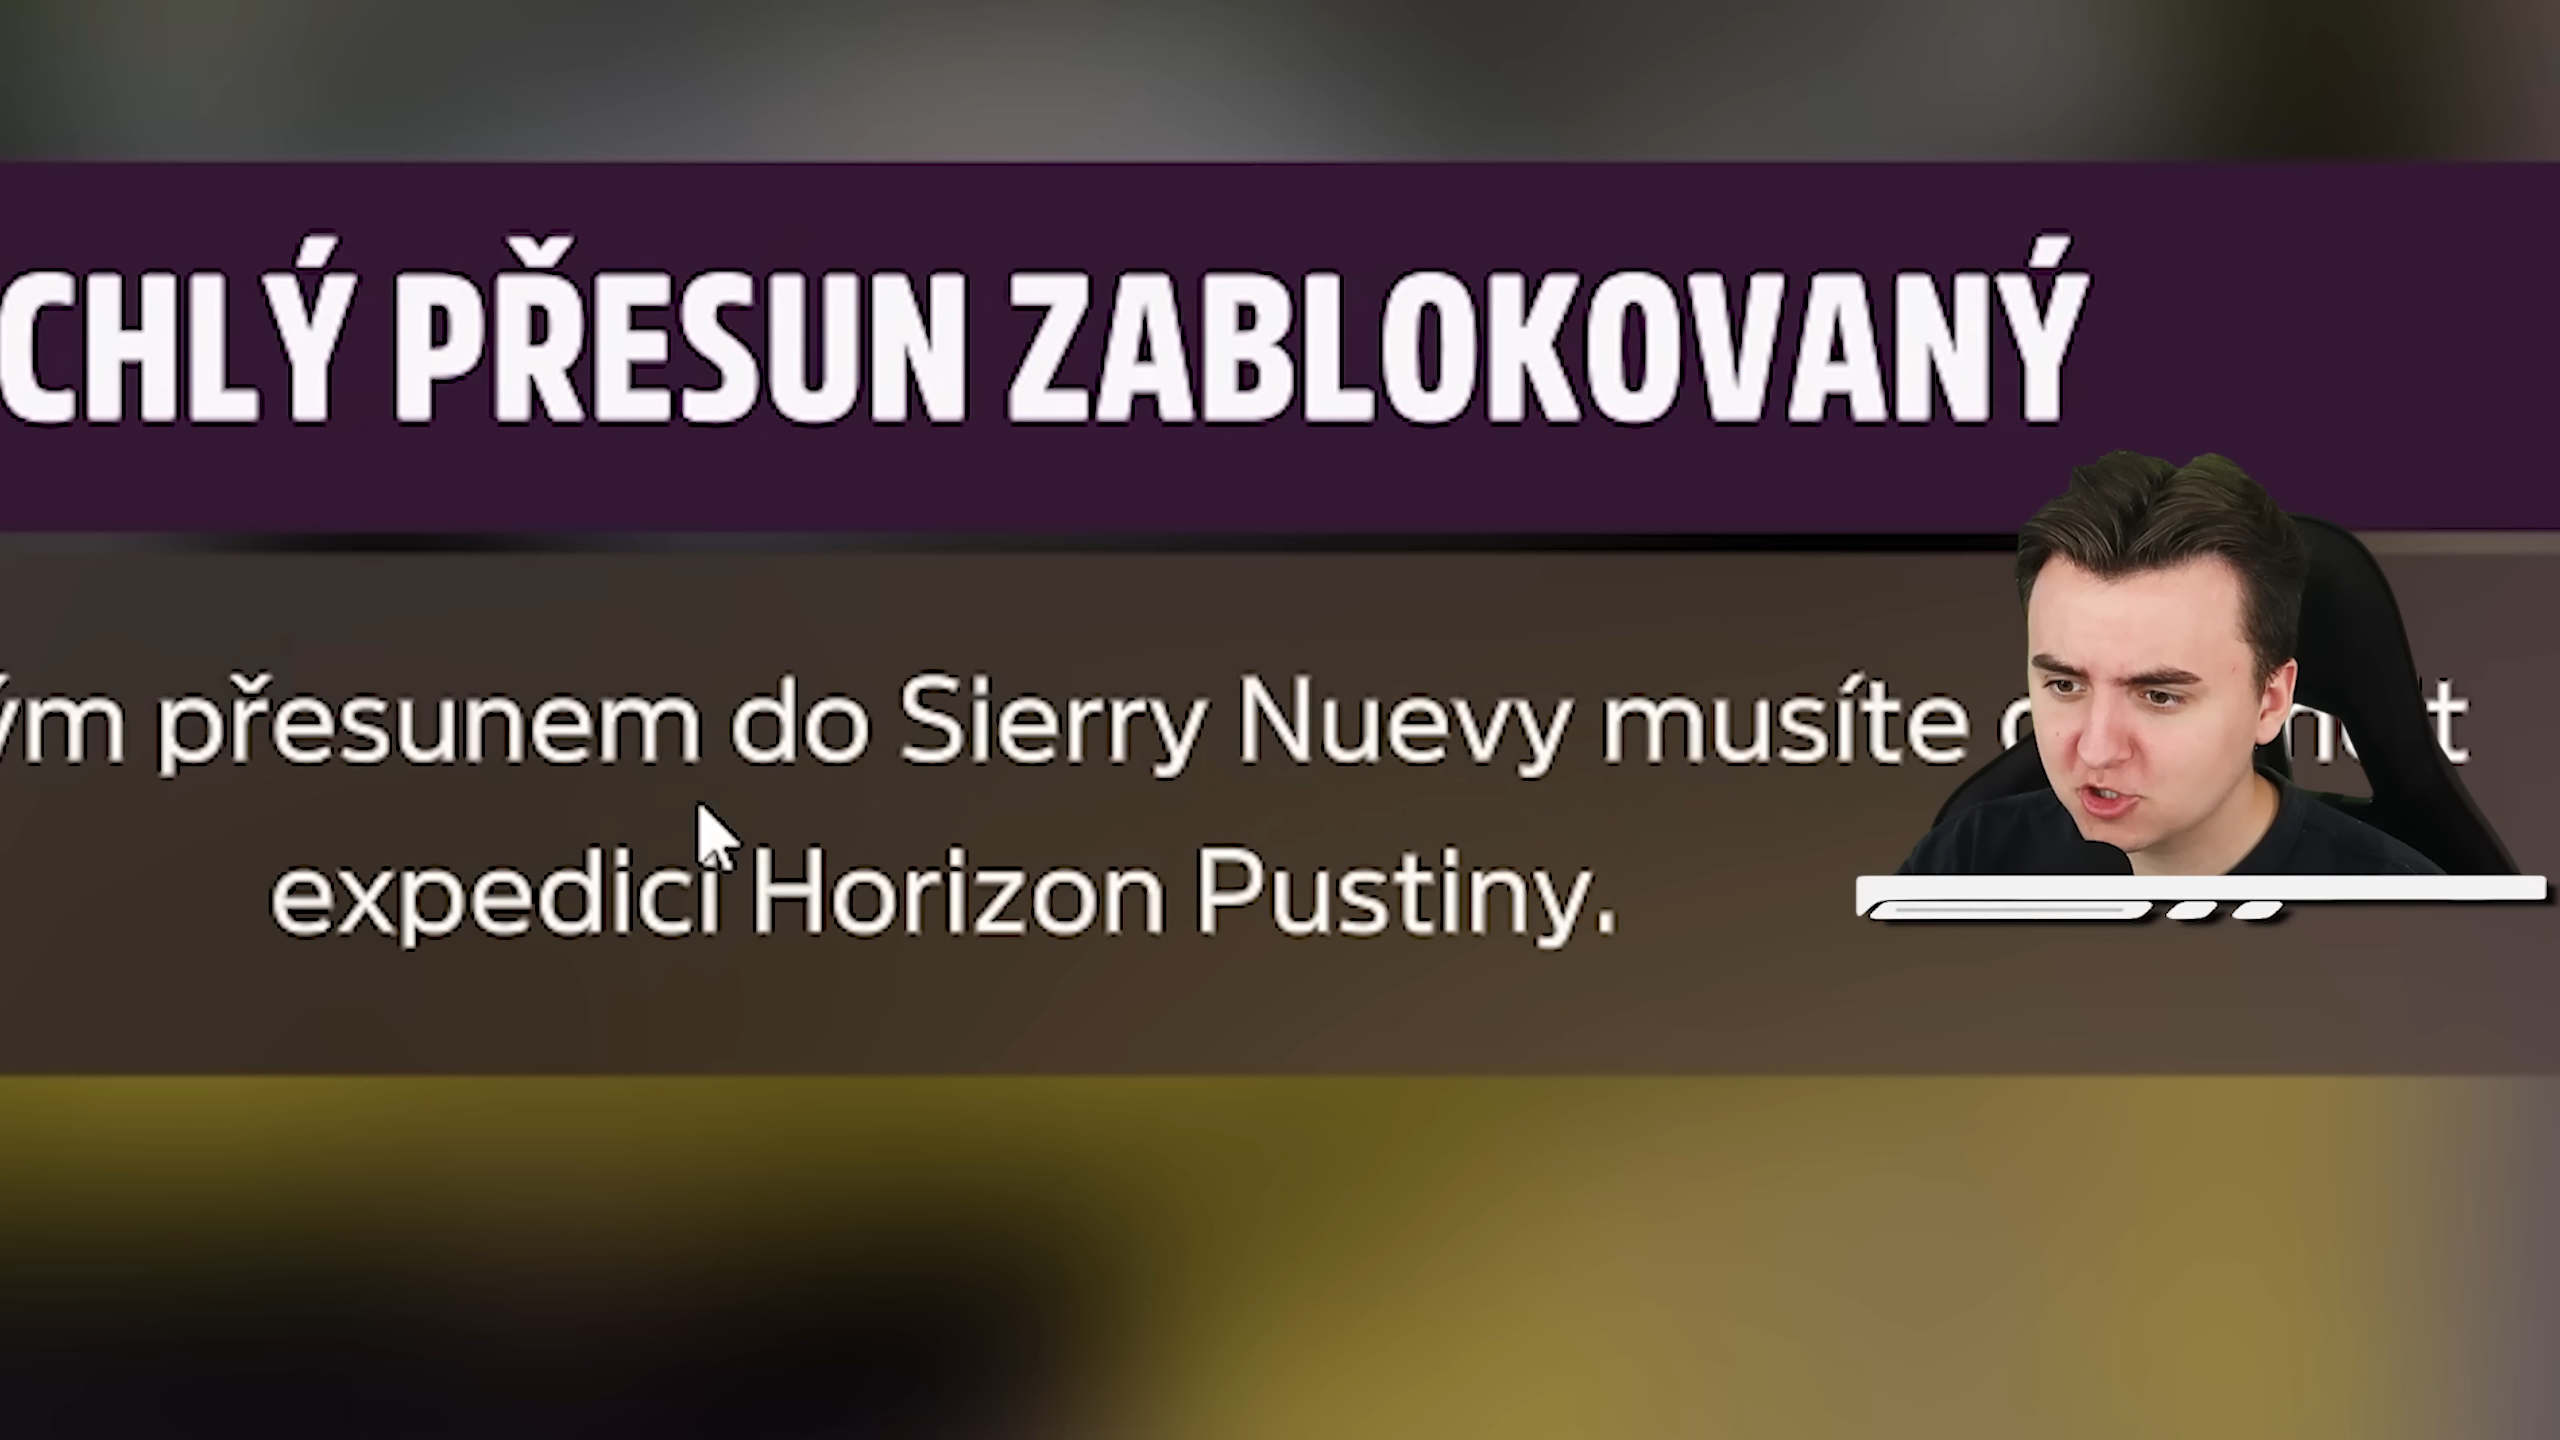 CHLÝ PŘESUN ZABLOKOVANÝ
ým přesunem do Sierry Nuevy musíte
expedici Horizon Pustiny.